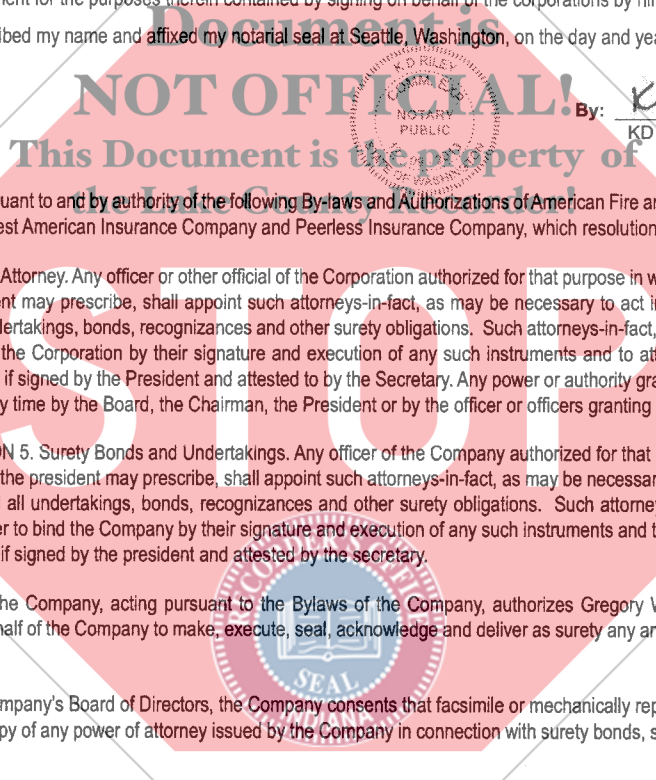 ment for the purposes therein contained by signing on behalf of the corporations by him
ibed my name and affixed my notarial seal at Seattle, Washington, on the day and yea
Document is
NOT OFFICIAL!
This Document is the property of
the Lake County Recorder!
KD RILEY
NOTARY
PUBLIC
OF WASHINGTON
By:
KD
uant to and by authority of the following By-laws and Authorizations of American Fire an
est American Insurance Company and Peerless Insurance Company, which resolution
Attorney. Any officer or other official of the Corporation authorized for that purpose in w
nt may prescribe, shall appoint such attorneys-in-fact, as may be necessary to act i
dertakings, bonds, recognizances and other surety obligations. Such attorneys-in-fact,
the Corporation by their signature and execution of any such instruments and to att
if signed by the President and attested to by the Secretary. Any power or authority gra
y time by the Board, the Chairman, the President or by the officer or officers granting
STOP
N 5. Surety Bonds and Undertakings. Any officer of the Company authorized for that
the president may prescribe, shall appoint such attorneys-in-fact, as may be necessar
all undertakings, bonds, recognizances and other surety obligations. Such attorney
er to bind the Company by their signature and execution of any such instruments and t
if signed by the president and attested by the secretary.
he Company, acting pursuant to the Bylaws of the Company, authorizes Gregory W
half of the Company to make, execute, seal, acknowledge and deliver as surety any an
RECORDER'S OFFICE
SEAL
INDIANA
mpany's Board of Directors, the Company consents that facsimile or mechanically rep
py of any power of attorney issued by the Company in connection with surety bonds, s